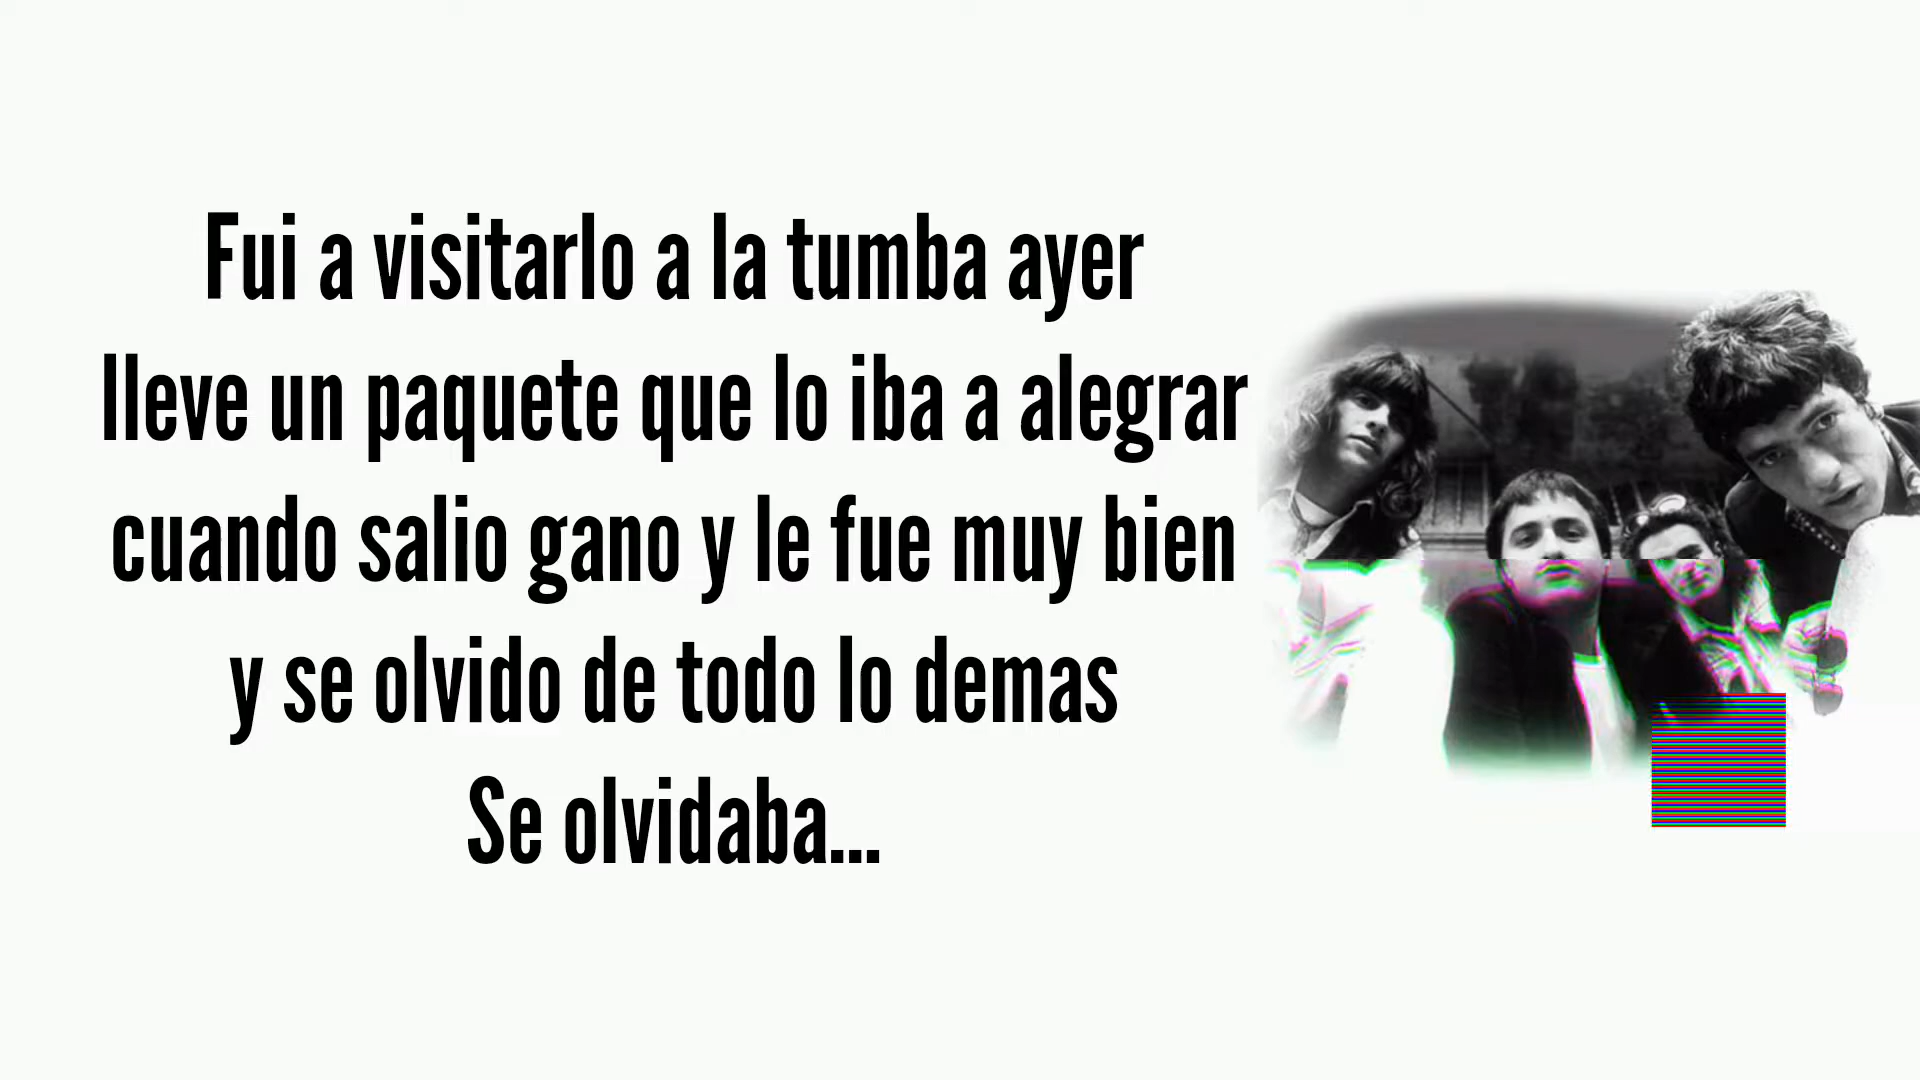 Fui a visitarlo a la tumba ayer
lleve un paquete que lo iba a alegrar
cuando salio gano y le fue muy bien
y se olvido de todo lo demas
Se olvidaba...